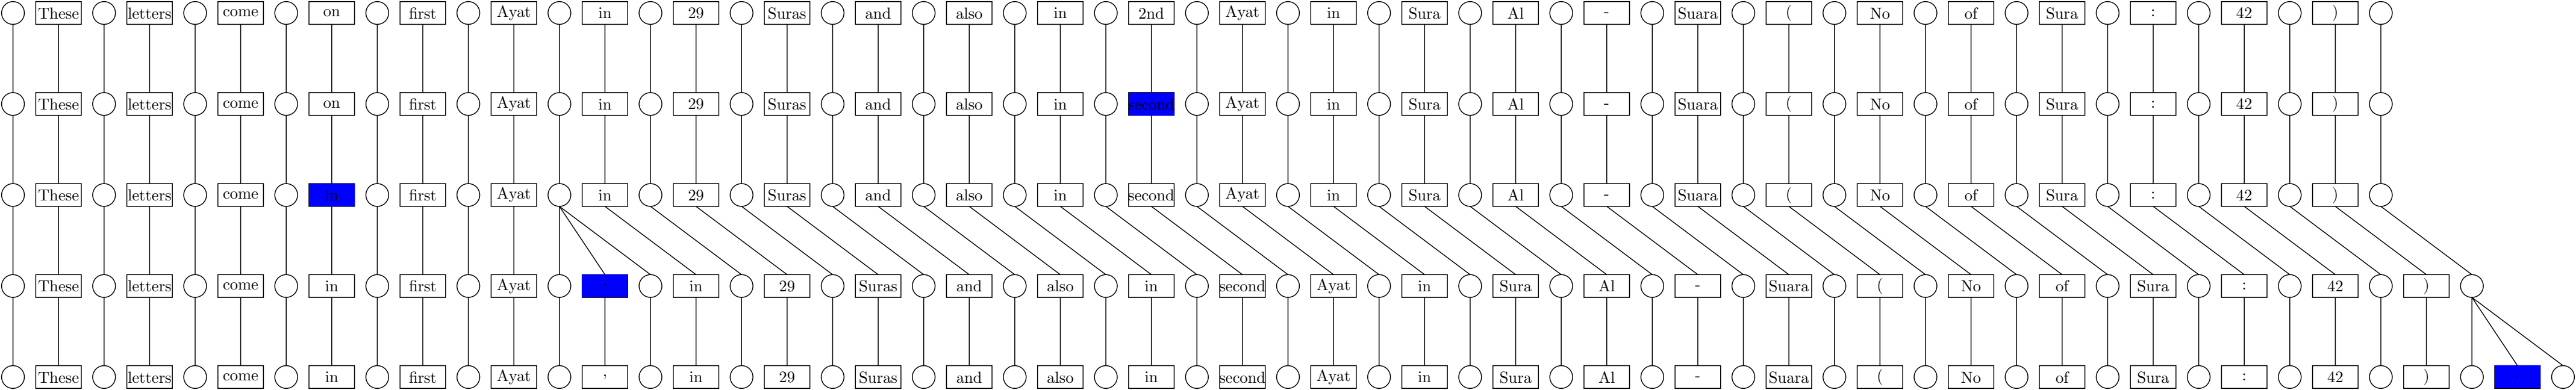 These letters come on first Ayat in 29 Suras and also in 2nd Ayat in Sura Al - Suara ( No of Sura : 42 )
These letters come on first Ayat in 29 Suras and also in second Ayat in Sura Al - Suara ( No of Sura : 42 )
These letters come in first Ayat in 29 Suras and also in second Ayat in Sura Al - Suara ( No of Sura : 42 )
These letters come in first Ayat , in 29 Suras and also in second Ayat in Sura Al - Suara ( No of Sura : 42 )
These letters come in first Ayat , in 29 Suras and also in second Ayat in Sura Al - Suara ( No of Sura : 42 )